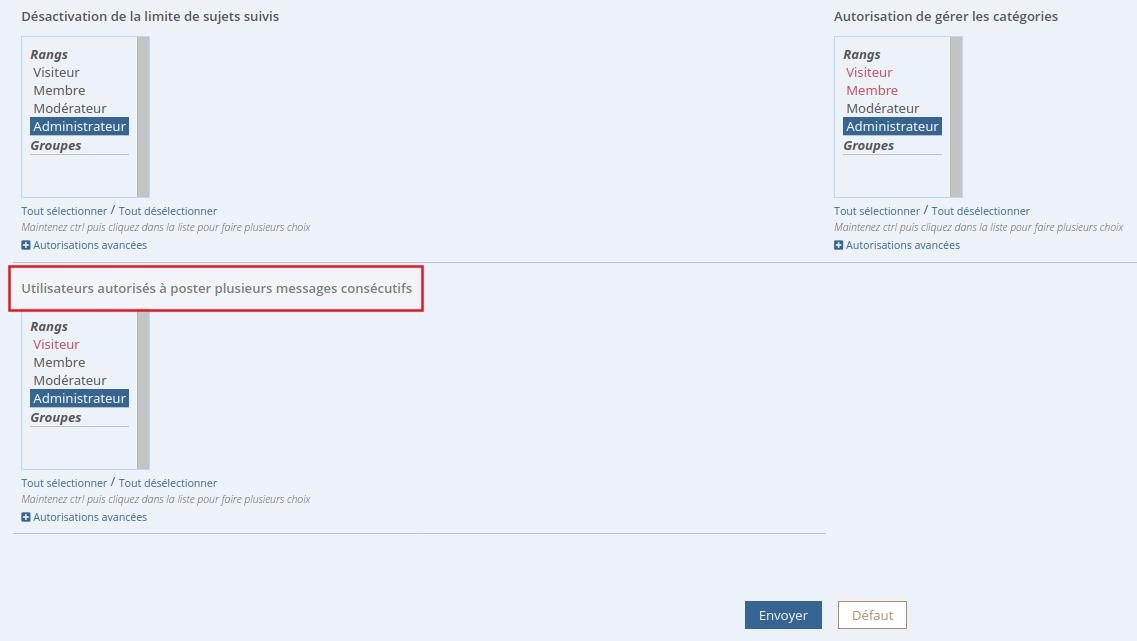 Désactivation de la limite de sujets suivis
Rangs
Visiteur
Membre
Modérateur
Administrateur
Groupes
Tout sélectionner / Tout désélectionner
Maintenez ctrl puis cliquez dans la liste pour faire plusieurs choix
Autorisations avancées
Autorisation de gérer les catégories
Rangs
Visiteur
Membre
Modérateur
Administrateur
Groupes
Tout sélectionner / Tout désélectionner
Maintenez ctrl puis cliquez dans la liste pour faire plusieurs choix
Autorisations avancées
Utilisateurs autorisés à poster plusieurs messages consécutifs
Rangs
Visiteur
Membre
Modérateur
Administrateur
Groupes
Tout sélectionner / Tout désélectionner
Maintenez ctrl puis cliquez dans la liste pour faire plusieurs choix
Autorisations avancées
Envoyer
Défaut